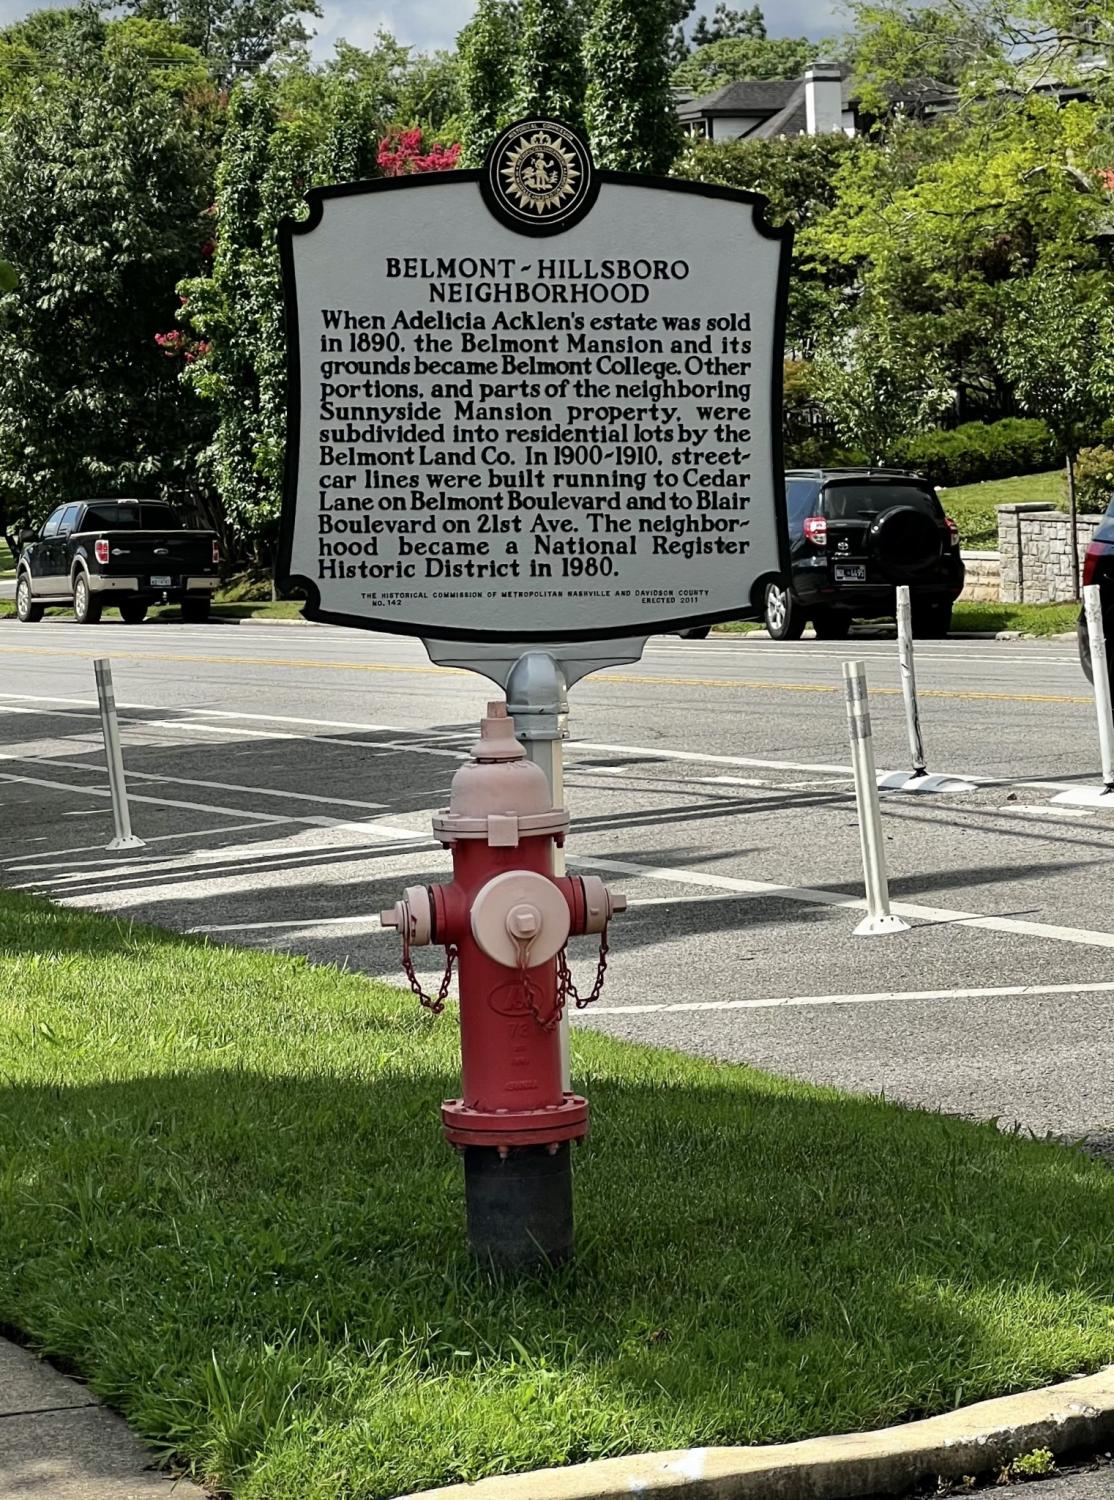 BELMONT-HILLSBORO
NEIGHBORHOOD
When Adelicia Acklen's estate was sold
in 1890, the Belmont Mansion and its
grounds became Belmont College. Other
portions, and parts of the neighboring
Sunnyside Mansion property, were
subdivided into residential lots by the
Belmont Land Co. In 1900-1910, street-
car lines were built running to Cedar
Lane on Belmont Boulevard and to Blair
Boulevard on 21st Ave. The neighbor-
hood became a National Register
Historic District in 1980.
THE HISTORICAL COMMISSION OF METROPOLITAN NASHVILLE AND DAVIDSON COUNTY
NO. 142 ERECTED 2011
73